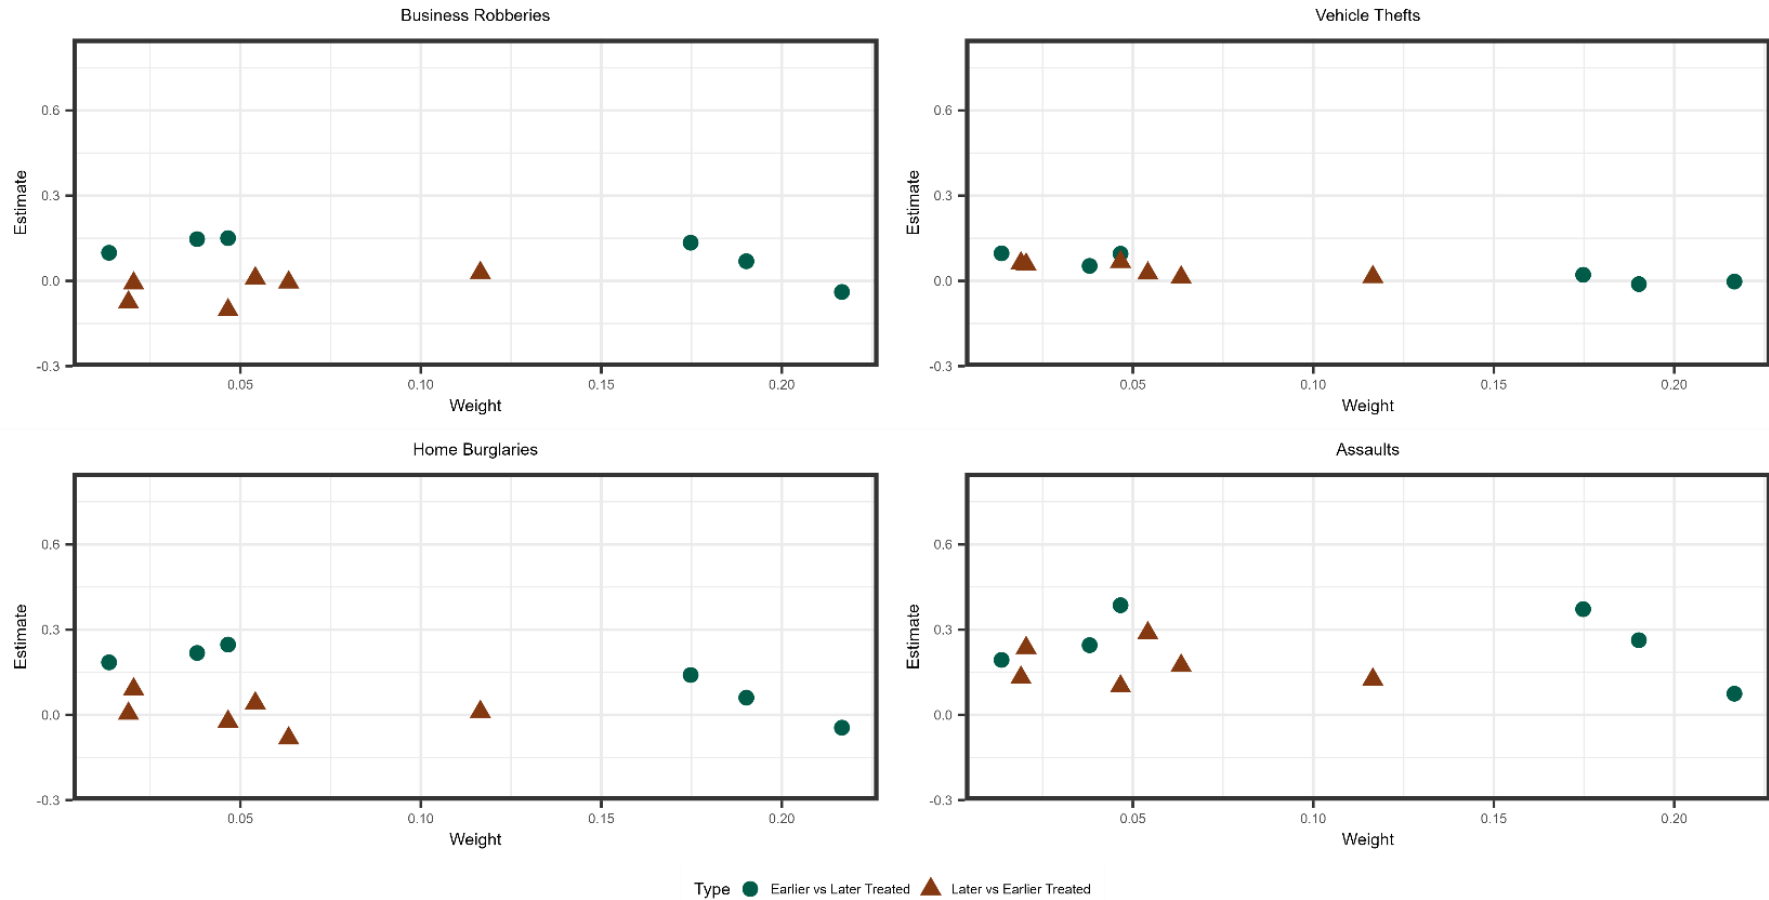 Business Robberies
Vehicle Thefts
0.6
0.3
0.0
-0.3
Estimate
0.05
0.10
0.15
0.20
Weight
0.6
0.3
0.0
-0.3
Estimate
0.05
0.10
0.15
0.20
Weight
Home Burglaries
Assaults
0.6
0.3
0.0
-0.3
Estimate
0.05
0.10
0.15
0.20
Weight
0.6
0.3
0.0
-0.3
Estimate
0.05
0.10
0.15
0.20
Weight
Type Earlier vs Later Treated Later vs Earlier Treated